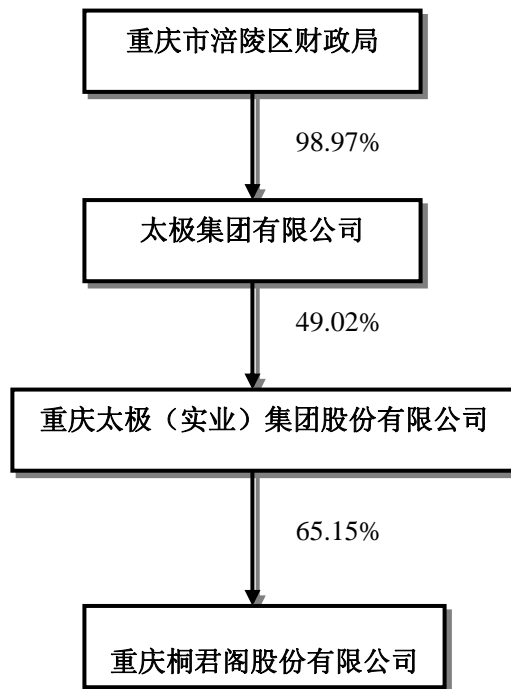 重庆市涪陵区财政局
98.97%
太极集团有限公司
49.02%
重庆太极（实业）集团股份有限公司
65.15%
重庆桐君阁股份有限公司